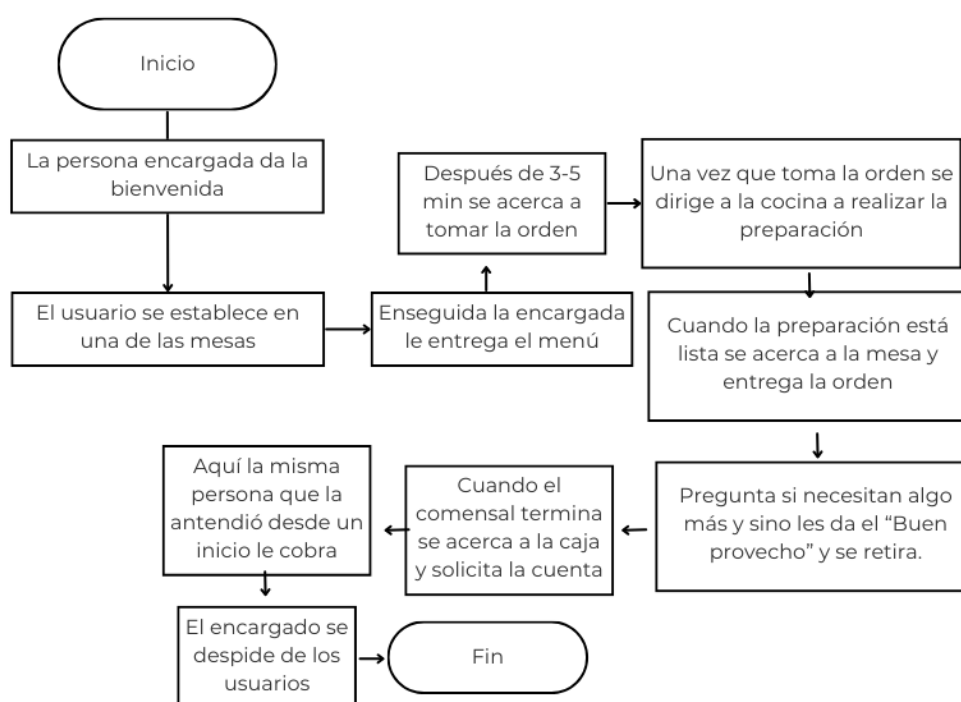 Inicio
La persona encargada da la
bienvenida
El usuario se establece en
una de las mesas
Enseguida la encargada
le entrega el menú
Después de 3-5
min se acerca a
tomar la orden
Una vez que toma la orden se
dirige a la cocina a realizar la
preparación
Cuando la preparación está
lista se acerca a la mesa y
entrega la orden
Pregunta si necesitan algo
más y sino les da el “Buen
provecho” y se retira.
Cuando el
comensal termina
se acerca a la caja
y solicita la cuenta
Aquí la misma
persona que la
antendió desde un
inicio le cobra
El encargado se
despide de los
usuarios
Fin